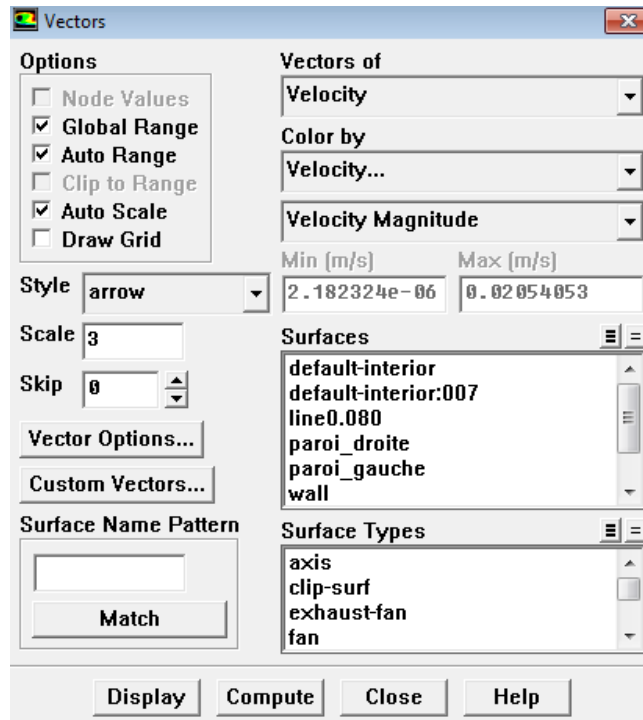 Vectors
Options
Node Values
Global Range
Auto Range
Clip to Range
Auto Scale
Draw Grid
Style arrow
Scale 3
Skip 0
Vector Options...
Custom Vectors...
Surface Name Pattern
Match
Vectors of
Velocity
Color by
Velocity...
Velocity Magnitude
Min (m/s) Max (m/s)
2.182324e-06 0.02054053
Surfaces
default-interior
default-interior:007
line0.080
paroi_droite
paroi_gauche
wall
Surface Types
axis
clip-surf
exhaust-fan
fan
Display Compute Close Help